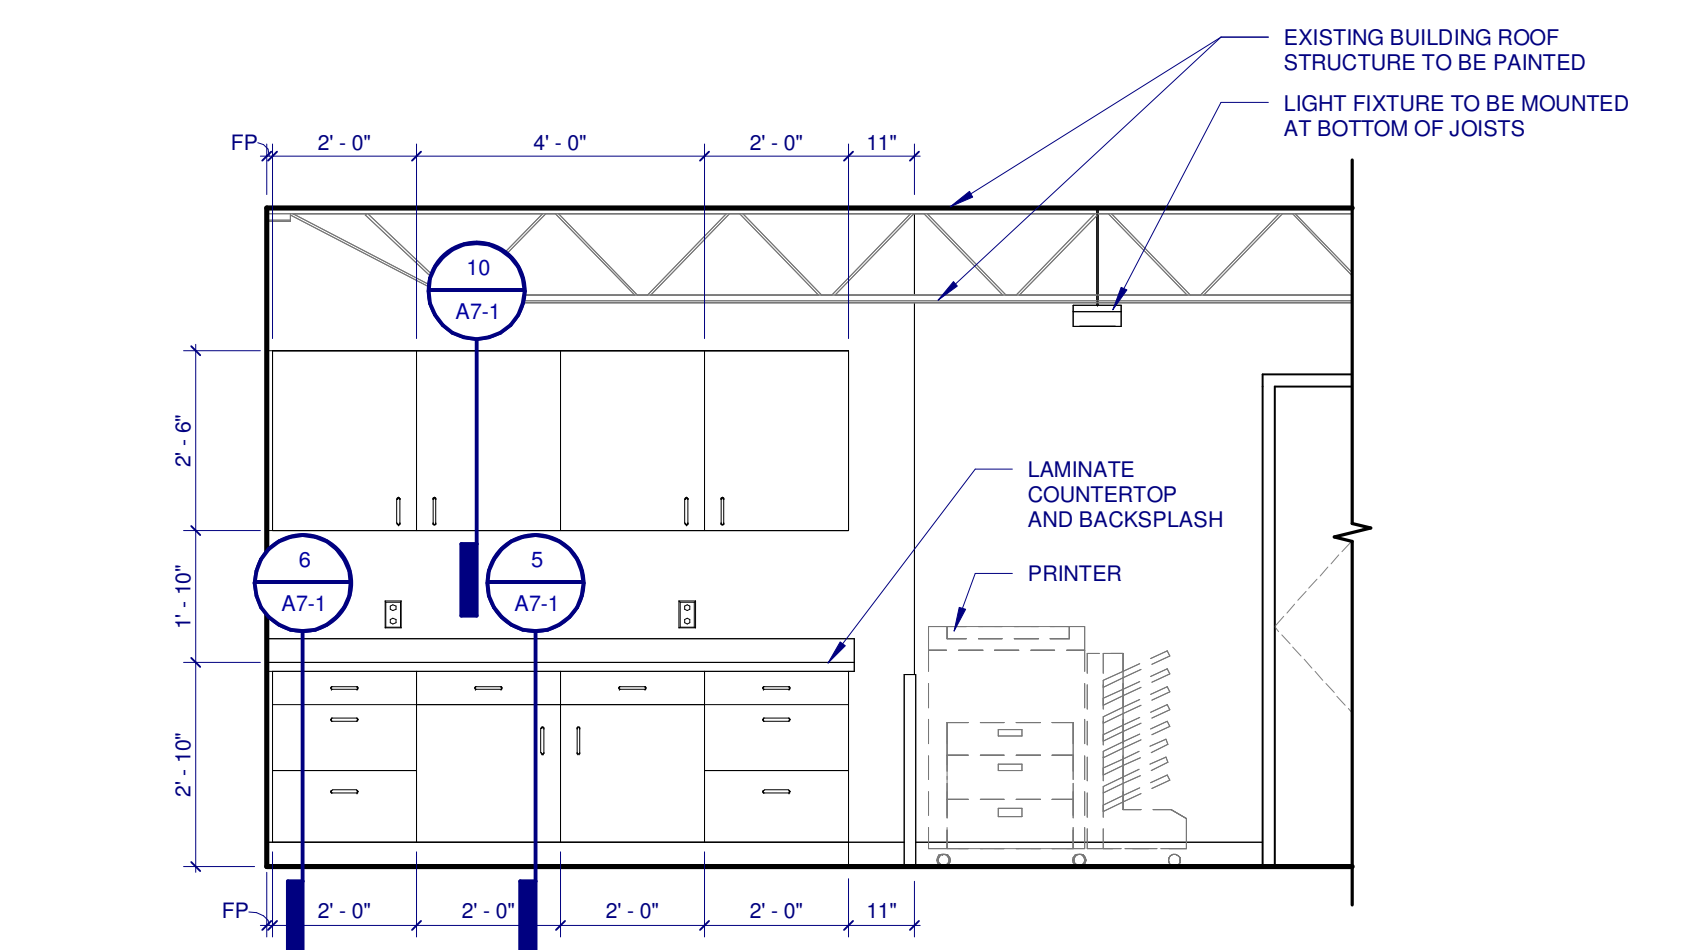 EXISTING BUILDING ROOF
STRUCTURE TO BE PAINTED
LIGHT FIXTURE TO BE MOUNTED
AT BOTTOM OF JOISTS
FP
2' - 0"
4' - 0"
2' - 0"
11"
10
A7-1
2' - 6"
LAMINATE
COUNTERTOP
AND BACKSPLASH
6
A7-1
5
A7-1
1' - 10"
PRINTER
2' - 10"
FP
2' - 0"
2' - 0"
2' - 0"
2' - 0"
11"